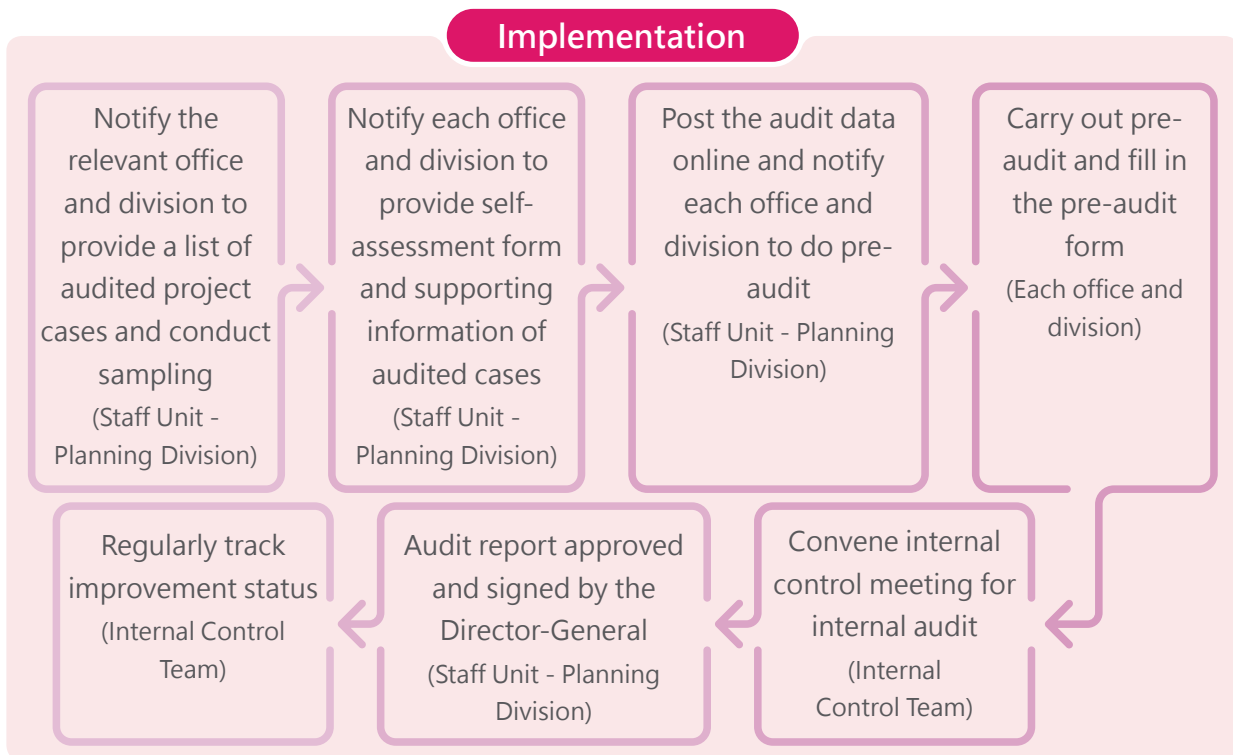 Implementation
Notify the
relevant office
and division to
provide a list of
audited project
cases and conduct
sampling
(Staff Unit -
Planning Division)
Notify each office
and division to
provide self-
assessment form
and supporting
information of
audited cases
(Staff Unit -
Planning Division)
Post the audit data
online and notify
each office and
division to do pre-
audit
(Staff Unit - Planning
Division)
Carry out pre-
audit and fill in
the pre-audit
form
(Each office and
division)
Convene internal
control meeting for
internal audit
(Internal
Control Team)
Audit report approved
and signed by the
Director-General
(Staff Unit - Planning
Division)
Regularly track
improvement status
(Internal Control
Team)